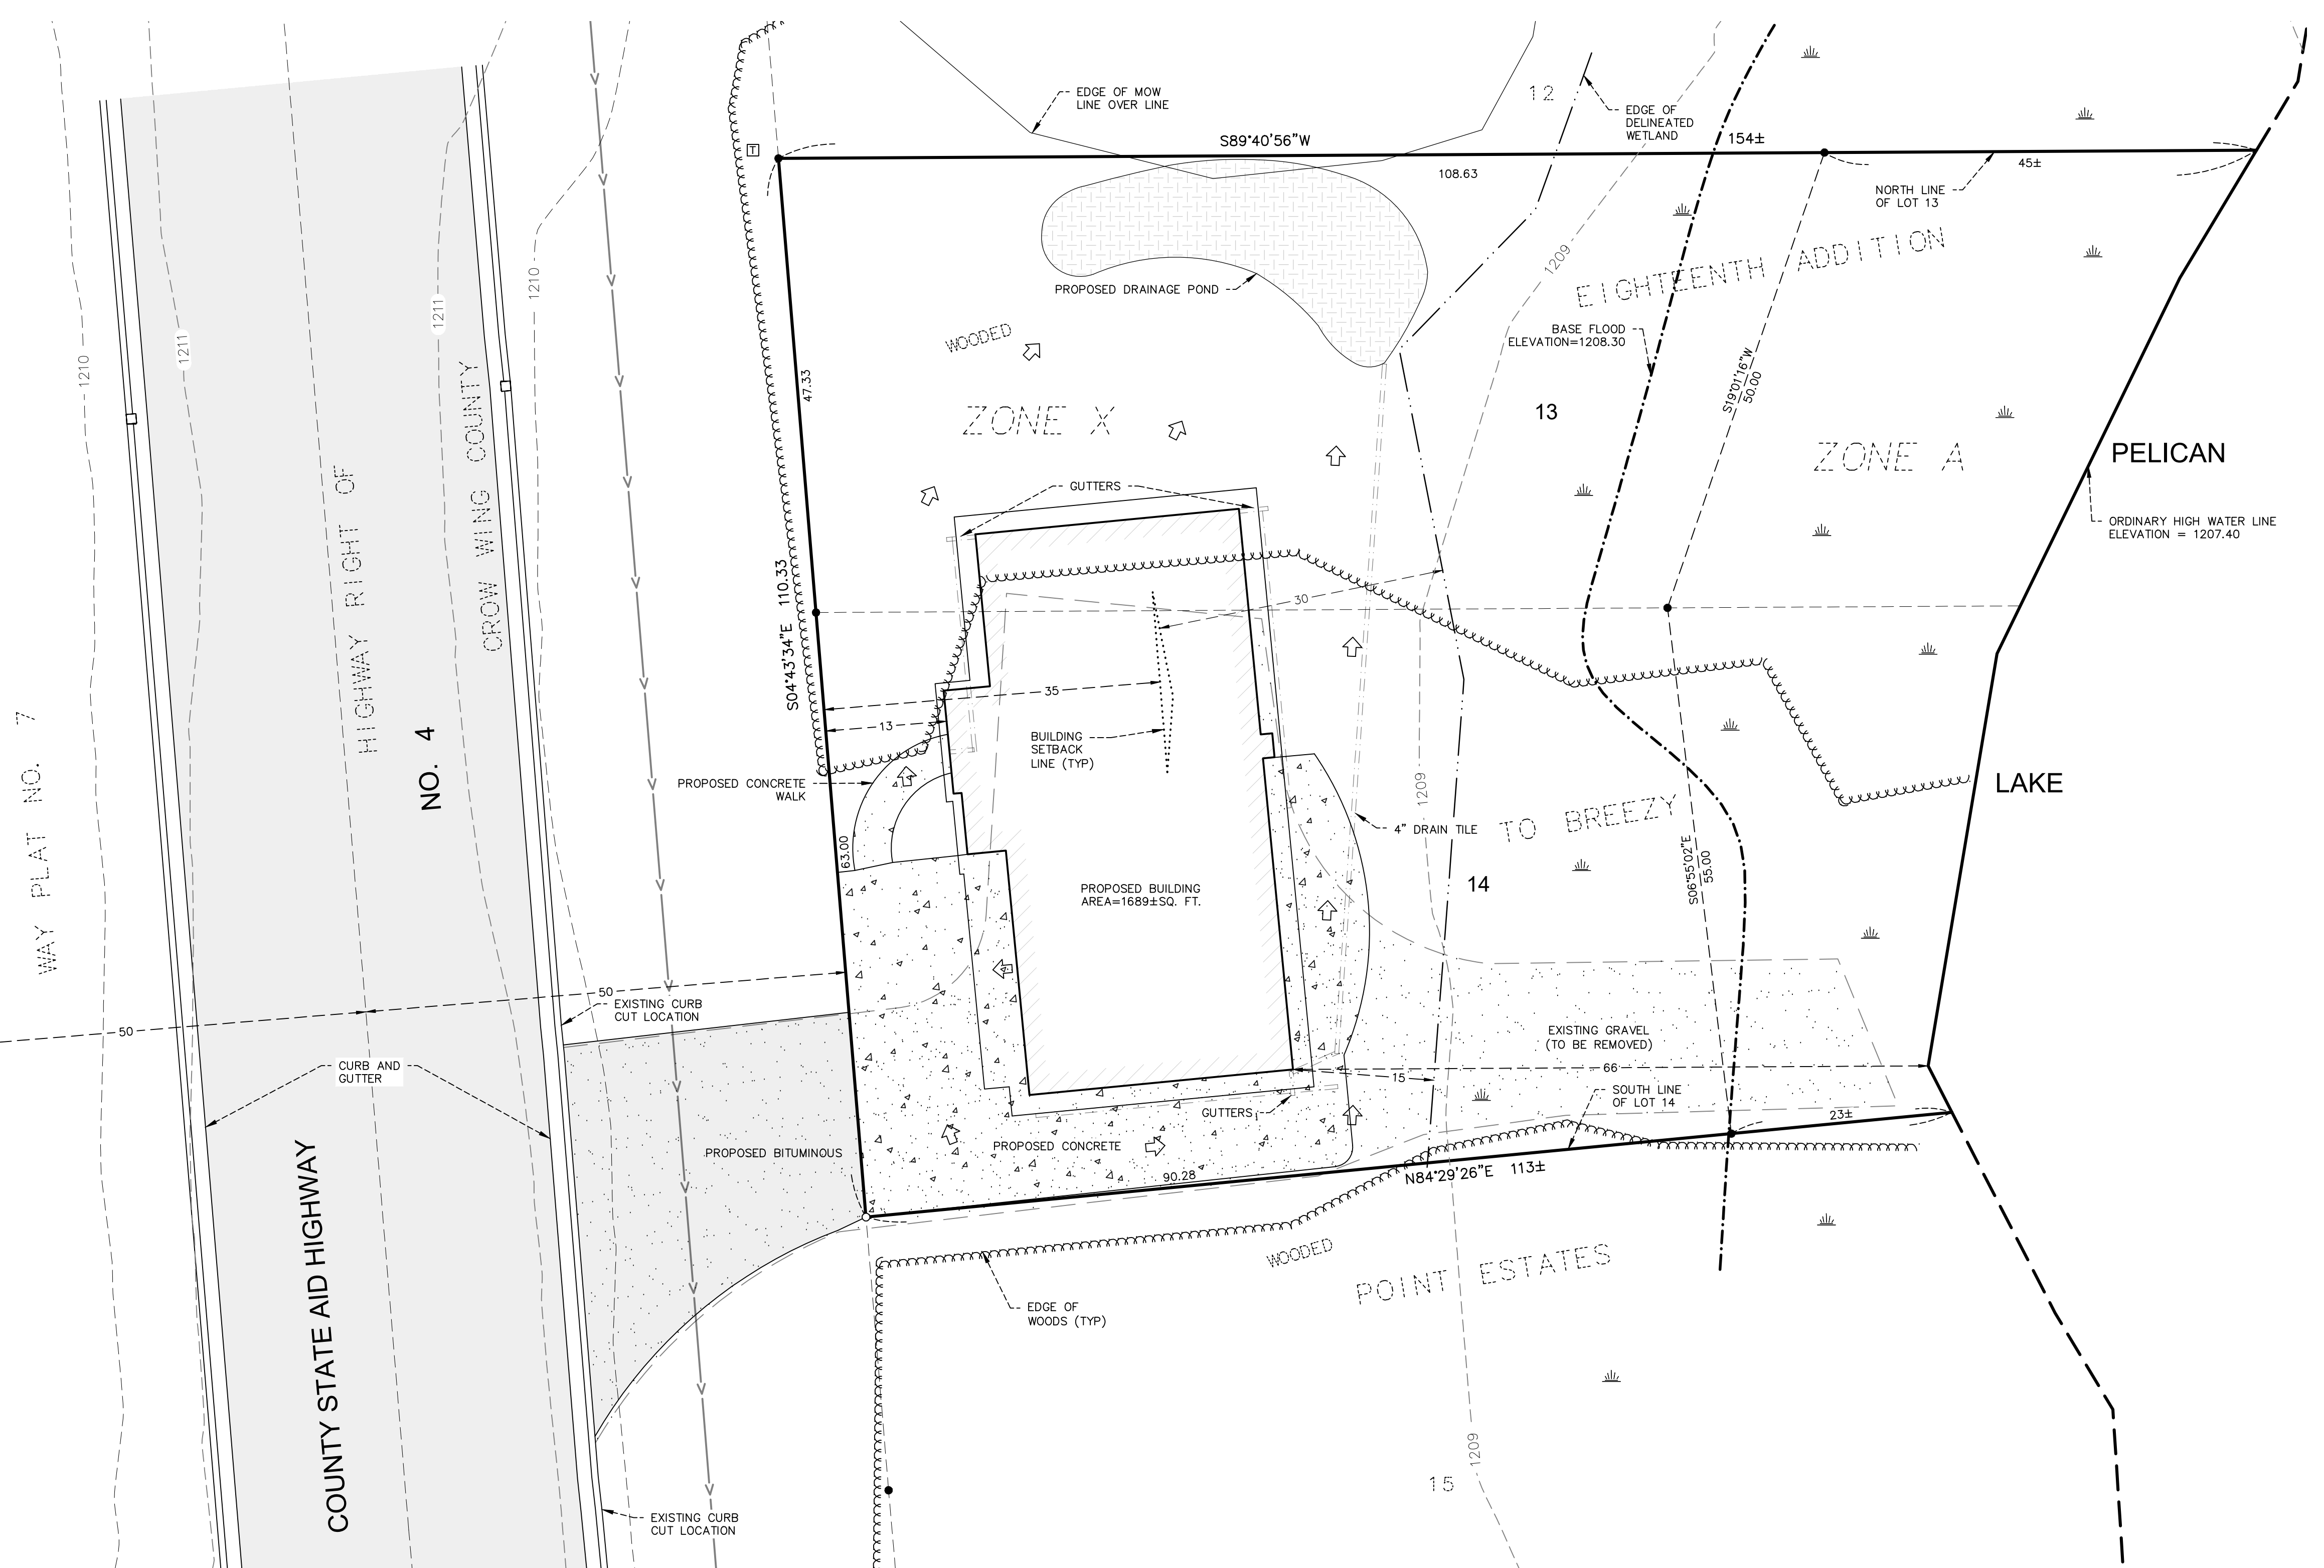 EDGE OF MOW
LINE OVER LINE
12
EDGE OF
DELINEATED
WETLAND
S89°40'56"W
154±
T
108.63
45±
NORTH LINE
OF LOT 13
1210
1211
1211
1210
1209
EIGHTEENTH ADDITION
PROPOSED DRAINAGE POND
BASE FLOOD
ELEVATION=1208.30
WOODED
47.33
S19°01'16"W
50.00
ZONE X
13
ZONE A
PELICAN
GUTTERS
ORDINARY HIGH WATER LINE
ELEVATION = 1207.40
HIGHWAY RIGHT OF
CROW WING COUNTY
WAY PLAT NO. 7
NO. 4
S04°43'34"E 110.33
30
35
13
BUILDING
SETBACK
LINE (TYP)
PROPOSED CONCRETE
WALK
63.00
LAKE
1209
4" DRAIN TILE
TO BREEZY
S06°55'02"E
55.00
14
PROPOSED BUILDING
AREA=1689±SQ. FT.
50
50
EXISTING CURB
CUT LOCATION
EXISTING GRAVEL
(TO BE REMOVED)
CURB AND
GUTTER
66
15
SOUTH LINE
OF LOT 14
GUTTERS
23±
PROPOSED BITUMINOUS
PROPOSED CONCRETE
90.28
N84°29'26"E 113±
COUNTY STATE AID HIGHWAY
WOODED
POINT ESTATES
EDGE OF
WOODS (TYP)
1209
15
EXISTING CURB
CUT LOCATION